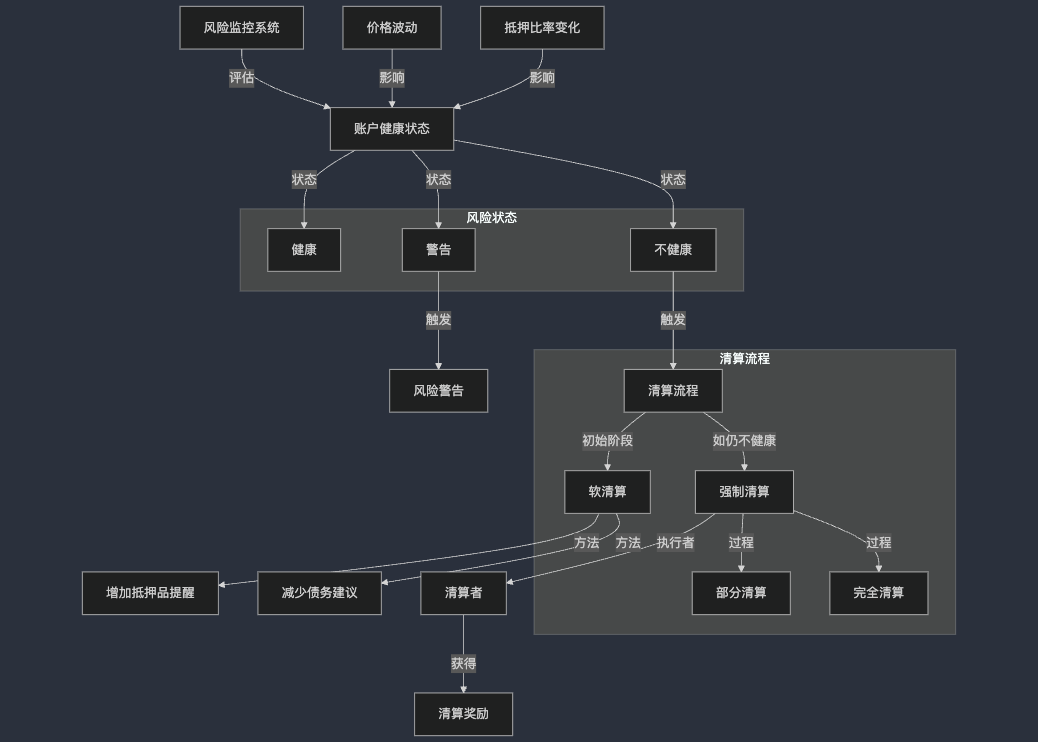 风险监控系统
价格波动
抵押比率变化
评估
影响
影响
账户健康状态
状态
状态
状态
风险状态
健康
警告
不健康
触发
触发
清算流程
风险警告
清算流程
初始阶段
如仍不健康
软清算
强制清算
方法
方法
执行者
过程
过程
增加抵押品提醒
减少债务建议
清算者
部分清算
完全清算
获得
清算奖励